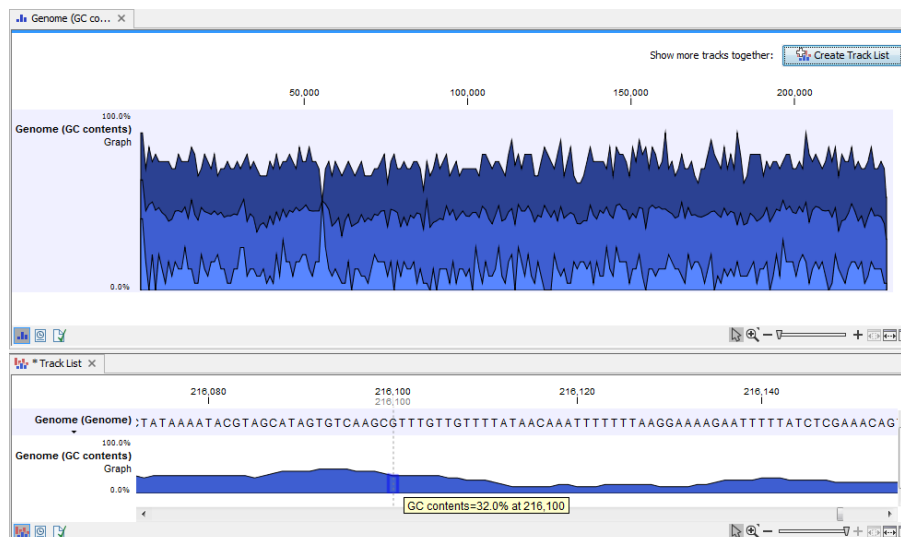 Genome (GC co...
Show more tracks together:
Create Track List
50,000
100,000
150,000
200,000
100.0%
Genome (GC contents)
Graph
0.0%
* Track List
216,080
216,100
216,120
216,140
216,100
Genome (Genome)
CTATAAAATACGTAGCATAGTGTCAAGCGTTTGTTGTTTTATAACAAATTTTTTTAAGGAAAAGAATTTTTTATCTCGAAACAGT
100.0%
Genome (GC contents)
Graph
0.0%
GC contents=32.0% at 216,100